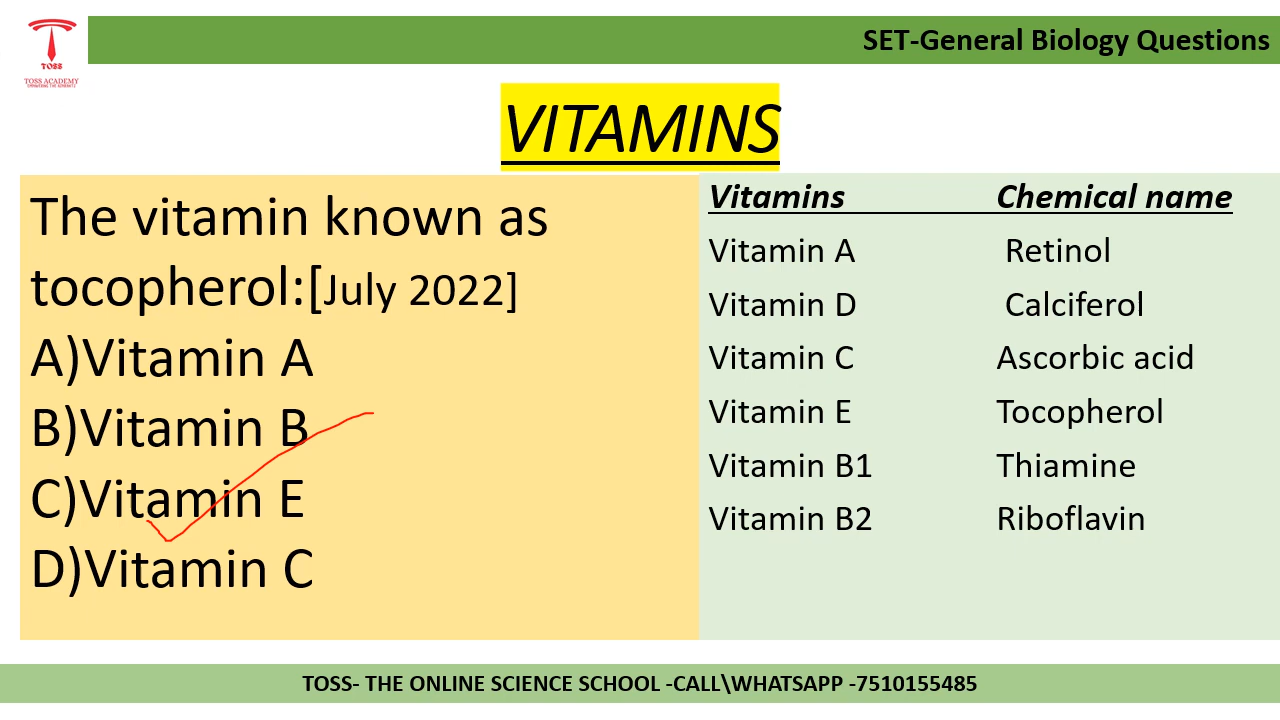 SET-General Biology Questions
TOSS
TOSS ACADEMY
VITAMINS
The vitamin known as
tocopherol:[July 2022]
A)Vitamin A
B)Vitamin B
C)Vitamin E
D)Vitamin C
Vitamins Chemical name
Vitamin A Retinol
Vitamin D Calciferol
Vitamin C Ascorbic acid
Vitamin E Tocopherol
Vitamin B1 Thiamine
Vitamin B2 Riboflavin
TOSS- THE ONLINE SCIENCE SCHOOL -CALL\WHATSAPP -7510155485